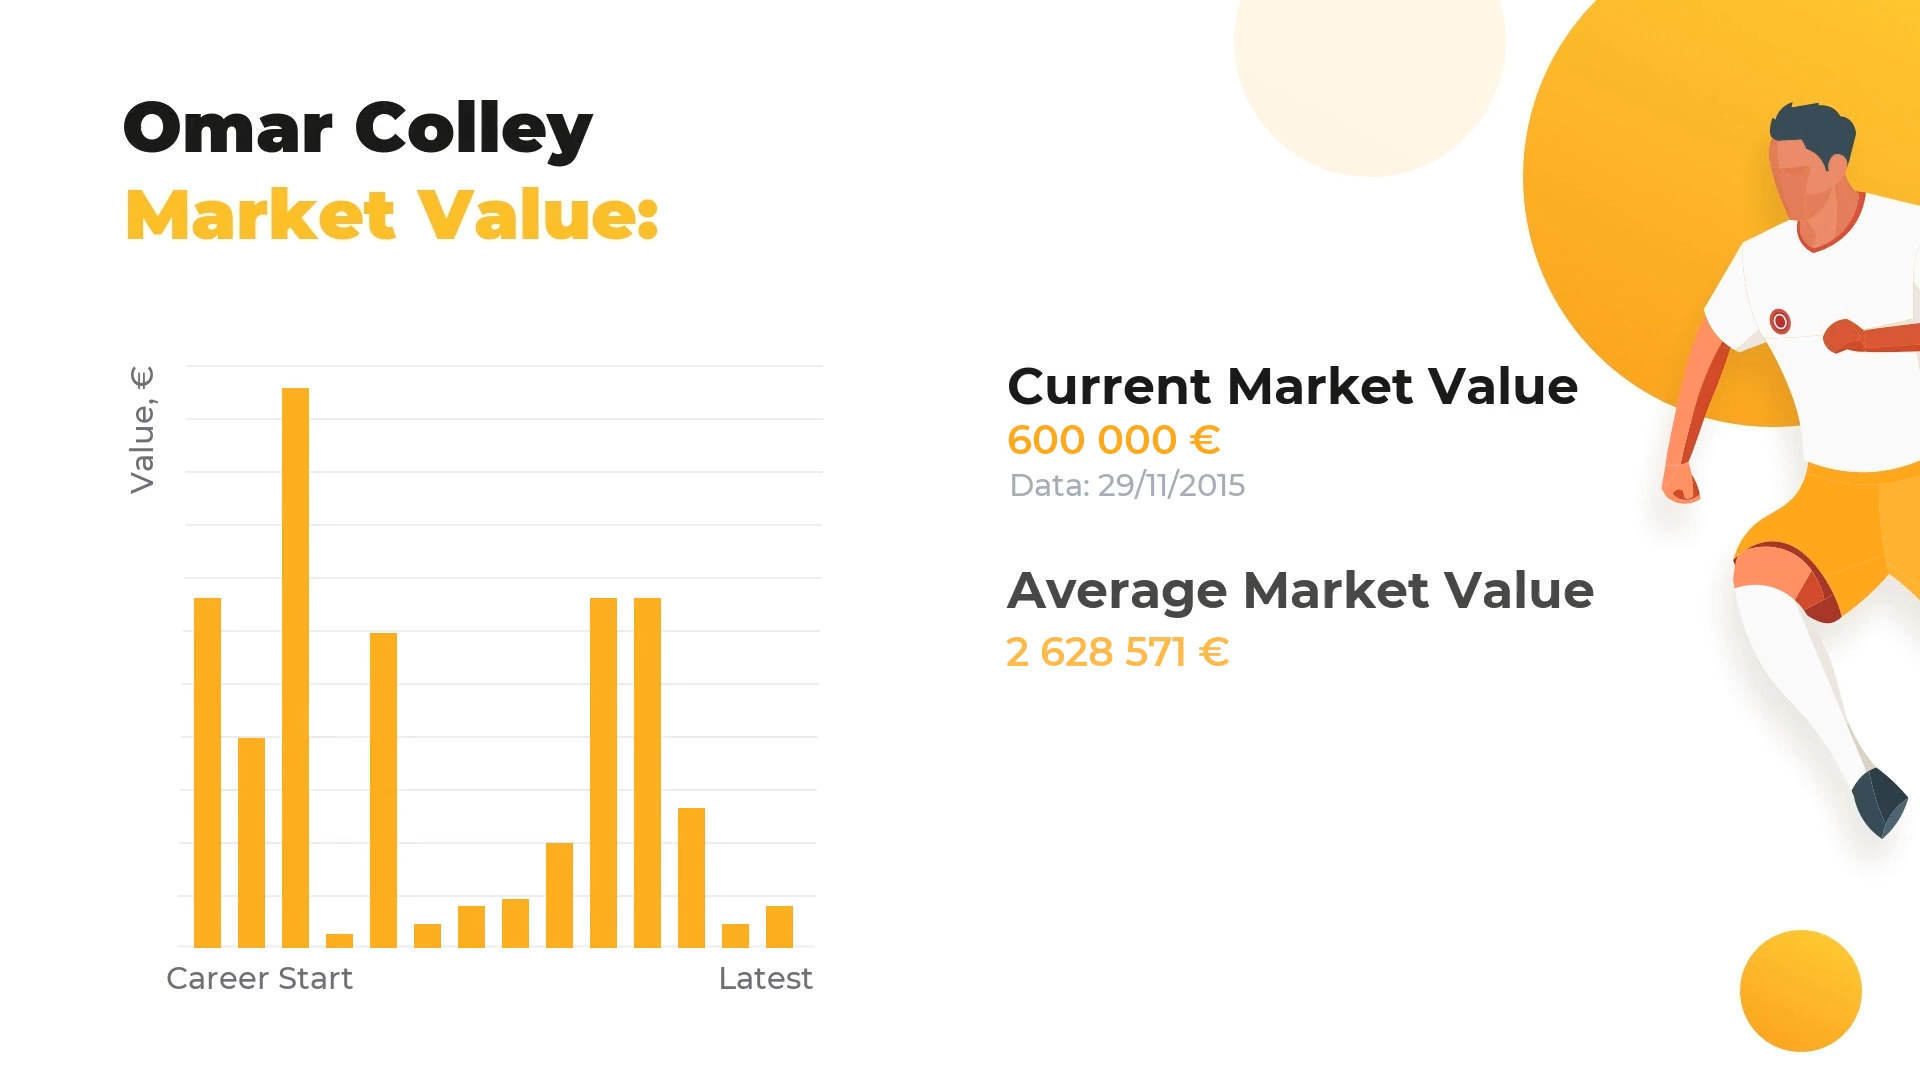 Omar Colley
Market Value:
Value, €
Career Start
Latest
Current Market Value
600 000 €
Data: 29/11/2015
Average Market Value
2 628 571 €